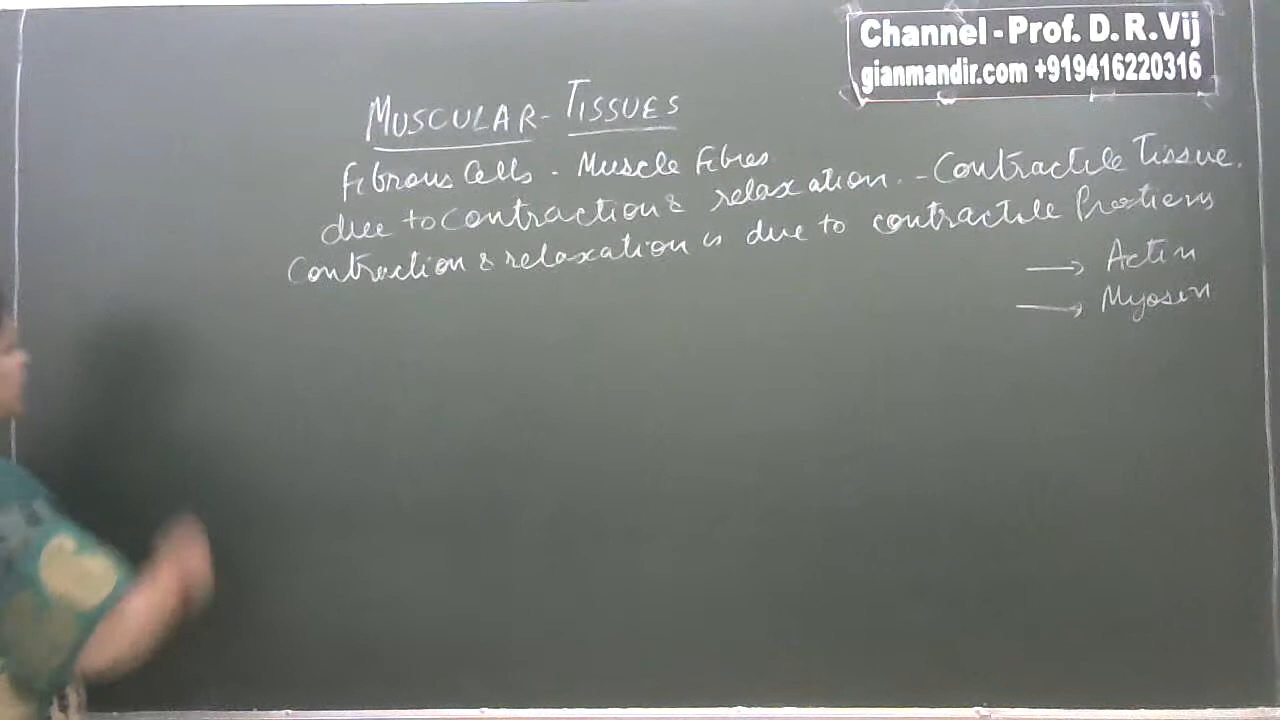 Channel - Prof. D. R. Vij
gianmandir.com +919416220316
MUSCULAR - TISSUES
fibrous Cells - Muscle Fibres
due to contraction & relaxation. - Contractile Tissue.
Contraction & relaxation is due to contractile Proteins
→ Actin
→ Myosin